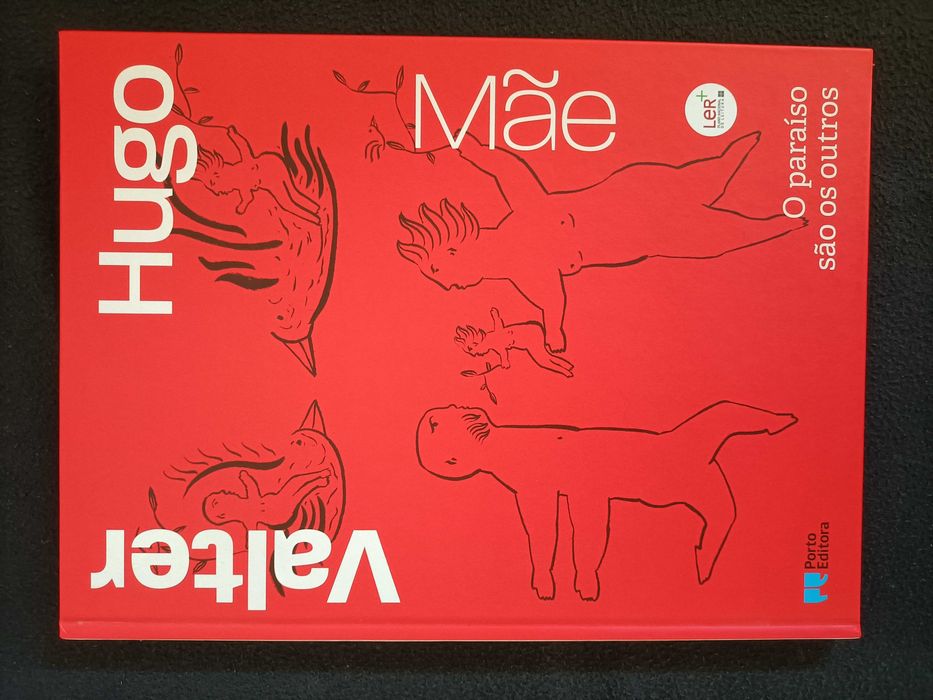 Valter
Hugo
Mãe
LeR+
O paraíso
são os outros
Porto
Editora